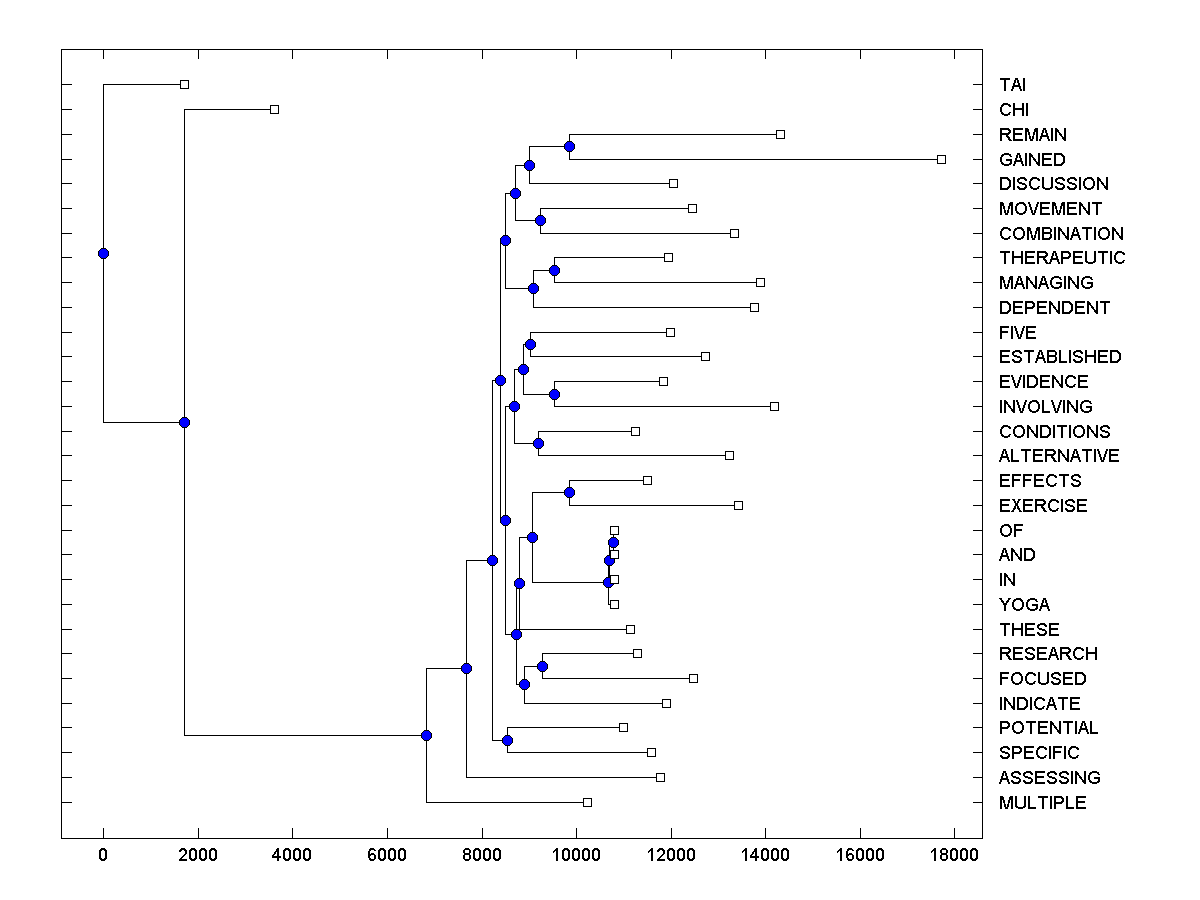 TAI
CHI
REMAIN
GAINED
DISCUSSION
MOVEMENT
COMBINATION
THERAPEUTIC
MANAGING
DEPENDENT
FIVE
ESTABLISHED
EVIDENCE
INVOLVING
CONDITIONS
ALTERNATIVE
EFFECTS
EXERCISE
OF
AND
IN
YOGA
THESE
RESEARCH
FOCUSED
INDICATE
POTENTIAL
SPECIFIC
ASSESSING
MULTIPLE
0 2000 4000 6000 8000 10000 12000 14000 16000 18000